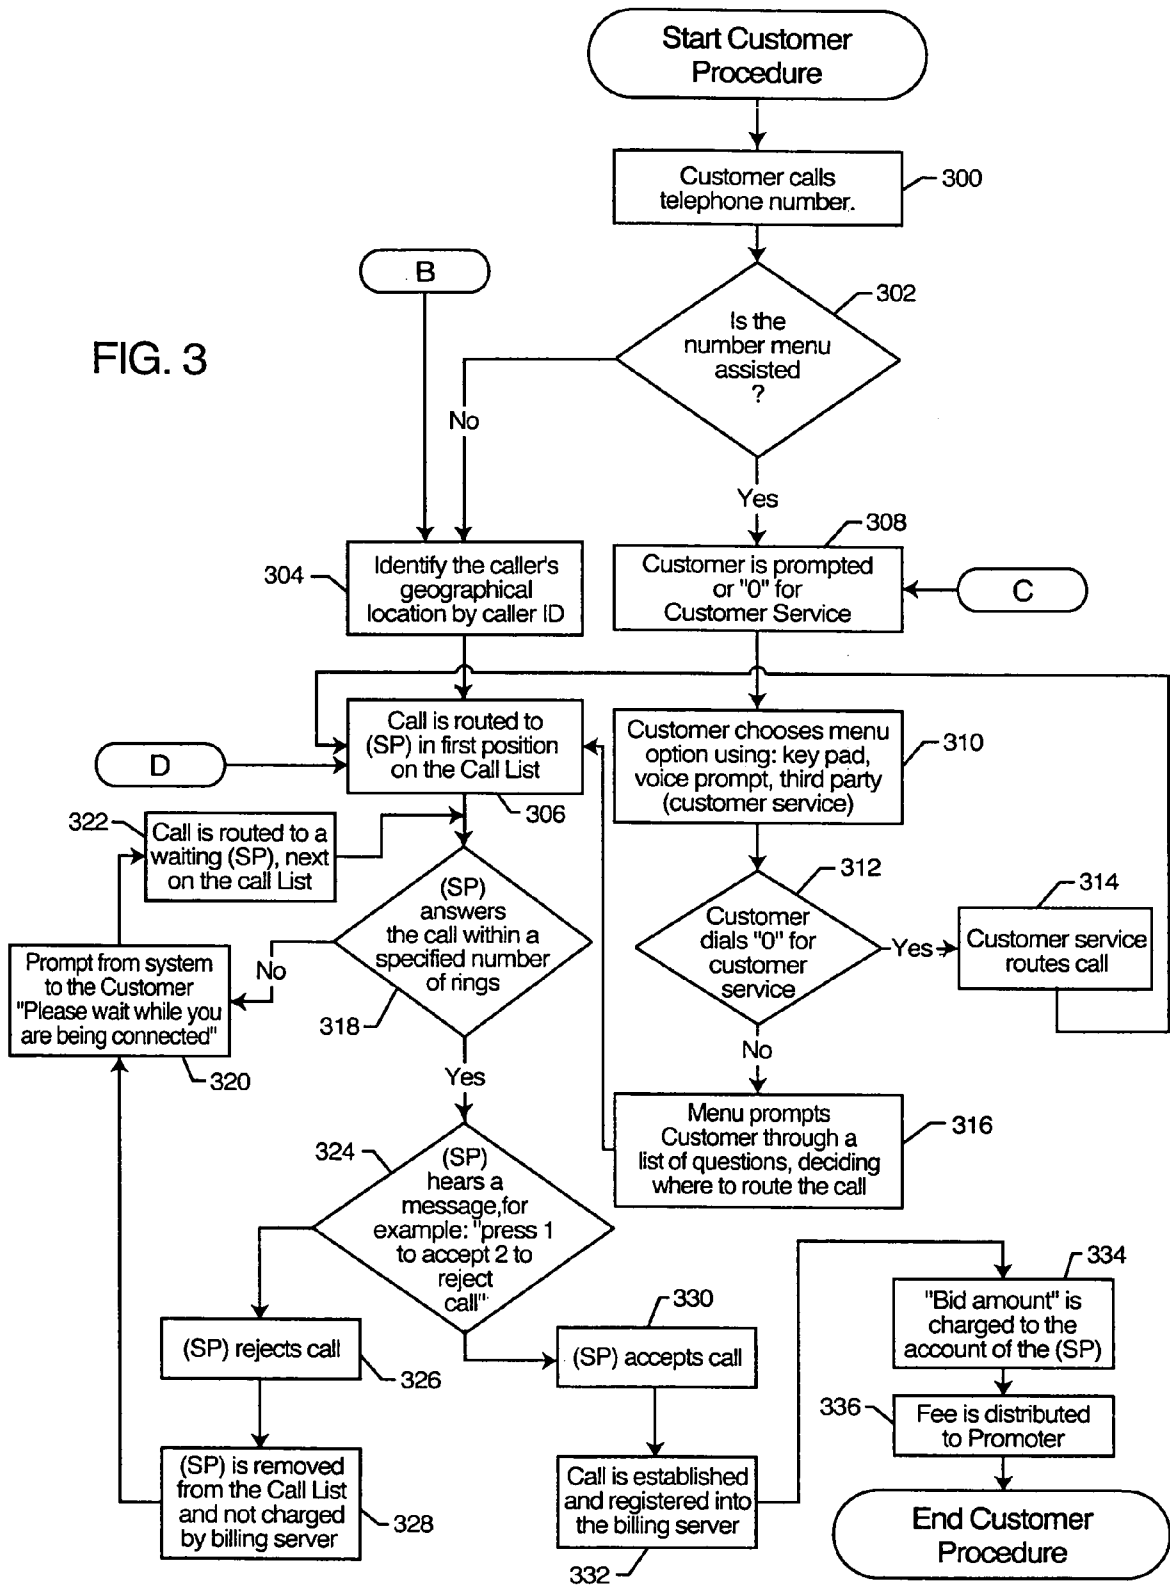 Start Customer
Procedure
Customer calls
telephone number.
300
B
302
Is the
number menu
assisted
?
FIG. 3
No
Yes
308
304
Identify the caller's
geographical
location by caller ID
Customer is prompted
or "0" for
Customer Service
C
Call is routed to
(SP) in first position
on the Call List
306
D
Customer chooses menu
option using: key pad,
voice prompt, third party
(customer service)
310
322
Call is routed to a
waiting (SP), next
on the call List
(SP)
answers
the call within a
specified number
of rings
318
312
Customer
dials "0" for
customer
service
Yes
314
Customer service
routes call
No
Prompt from system
to the Customer
"Please wait while you
are being connected"
320
Yes
No
Menu prompts
Customer through a
list of questions, deciding
where to route the call
316
324
(SP)
hears a
message,for
example: "press 1
to accept 2 to
reject
call"
(SP) rejects call
326
330
(SP) accepts call
334
"Bid amount" is
charged to the
account of the (SP)
336
Fee is distributed
to Promoter
(SP) is removed
from the Call List
and not charged
by billing server
328
Call is established
and registered into
the billing server
332
End Customer
Procedure